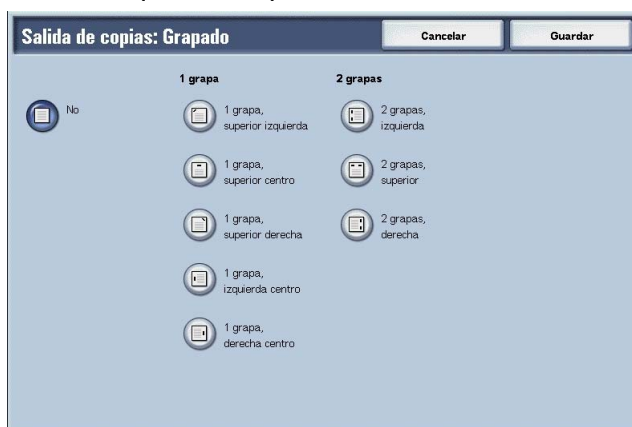 Salida de copias: Grapado
Cancelar
Guardar
1 grapa
2 grapas
No
1 grapa,
superior izquierda
2 grapas,
izquierda
1 grapa,
superior centro
2 grapas,
superior
1 grapa,
superior derecha
2 grapas,
derecha
1 grapa,
izquierda centro
1 grapa,
derecha centro